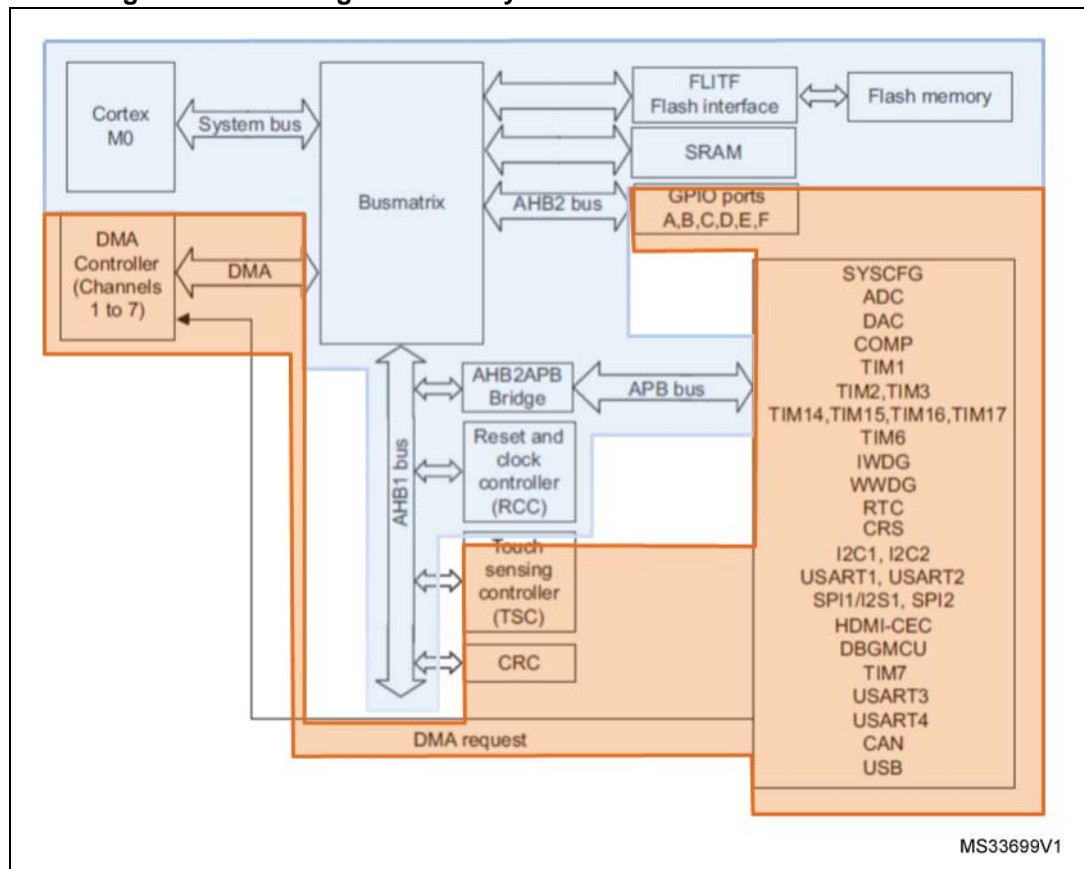 Cortex
M0
System bus
Busmatrix
FLITF
Flash interface
Flash memory
SRAM
AHB2 bus
GPIO ports
A,B,C,D,E,F
DMA
Controller
(Channels
1 to 7)
DMA
SYSCFG
ADC
DAC
COMP
TIM1
TIM2,TIM3
TIM14,TIM15,TIM16,TIM17
TIM6
IWDG
WWDG
RTC
CRS
I2C1, I2C2
USART1, USART2
SPI1/I2S1, SPI2
HDMI-CEC
DBGMCU
TIM7
USART3
USART4
CAN
USB
AHB2APB
Bridge
APB bus
AHB1 bus
Reset and
clock
controller
(RCC)
Touch
sensing
controller
(TSC)
CRC
DMA request
MS33699V1